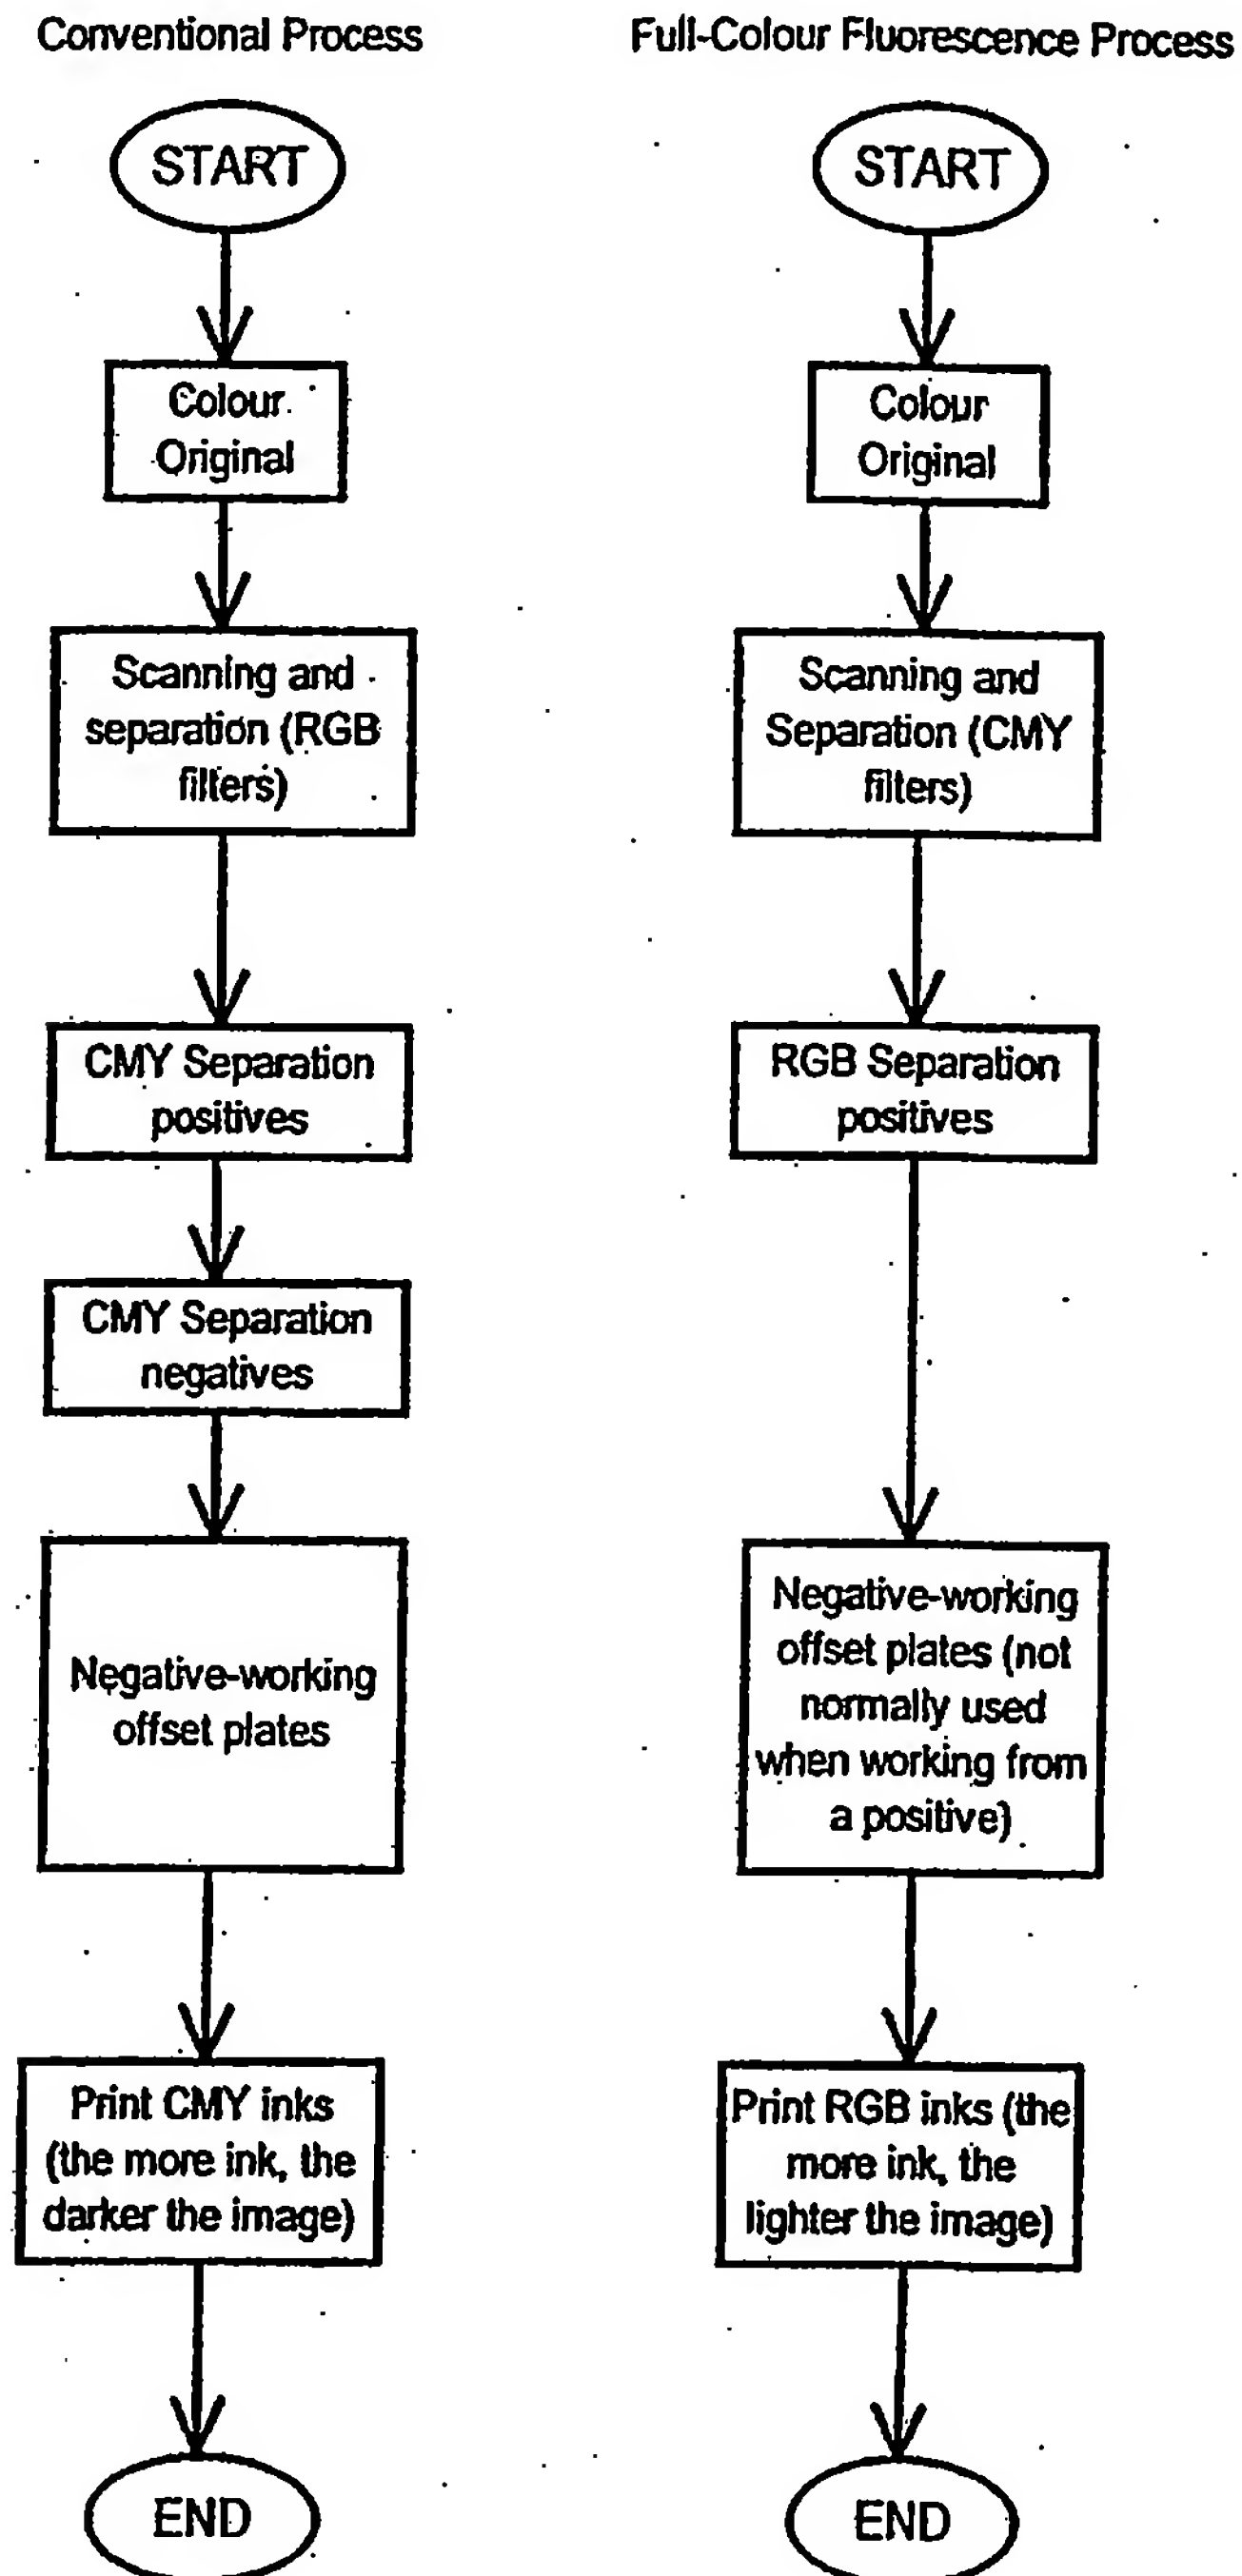 Conventional Process
START
Colour
Original
Scanning and
separation (RGB
filters)
CMY Separation
positives
CMY Separation
negatives
Negative-working
offset plates
Print CMY inks
(the more ink, the
darker the image)
END
Full-Colour Fluorescence Process
START
Colour
Original
Scanning and
Separation (CMY
filters)
RGB Separation
positives
Negative-working
offset plates (not
normally used
when working from
a positive)
Print RGB inks (the
more ink, the
lighter the image)
END